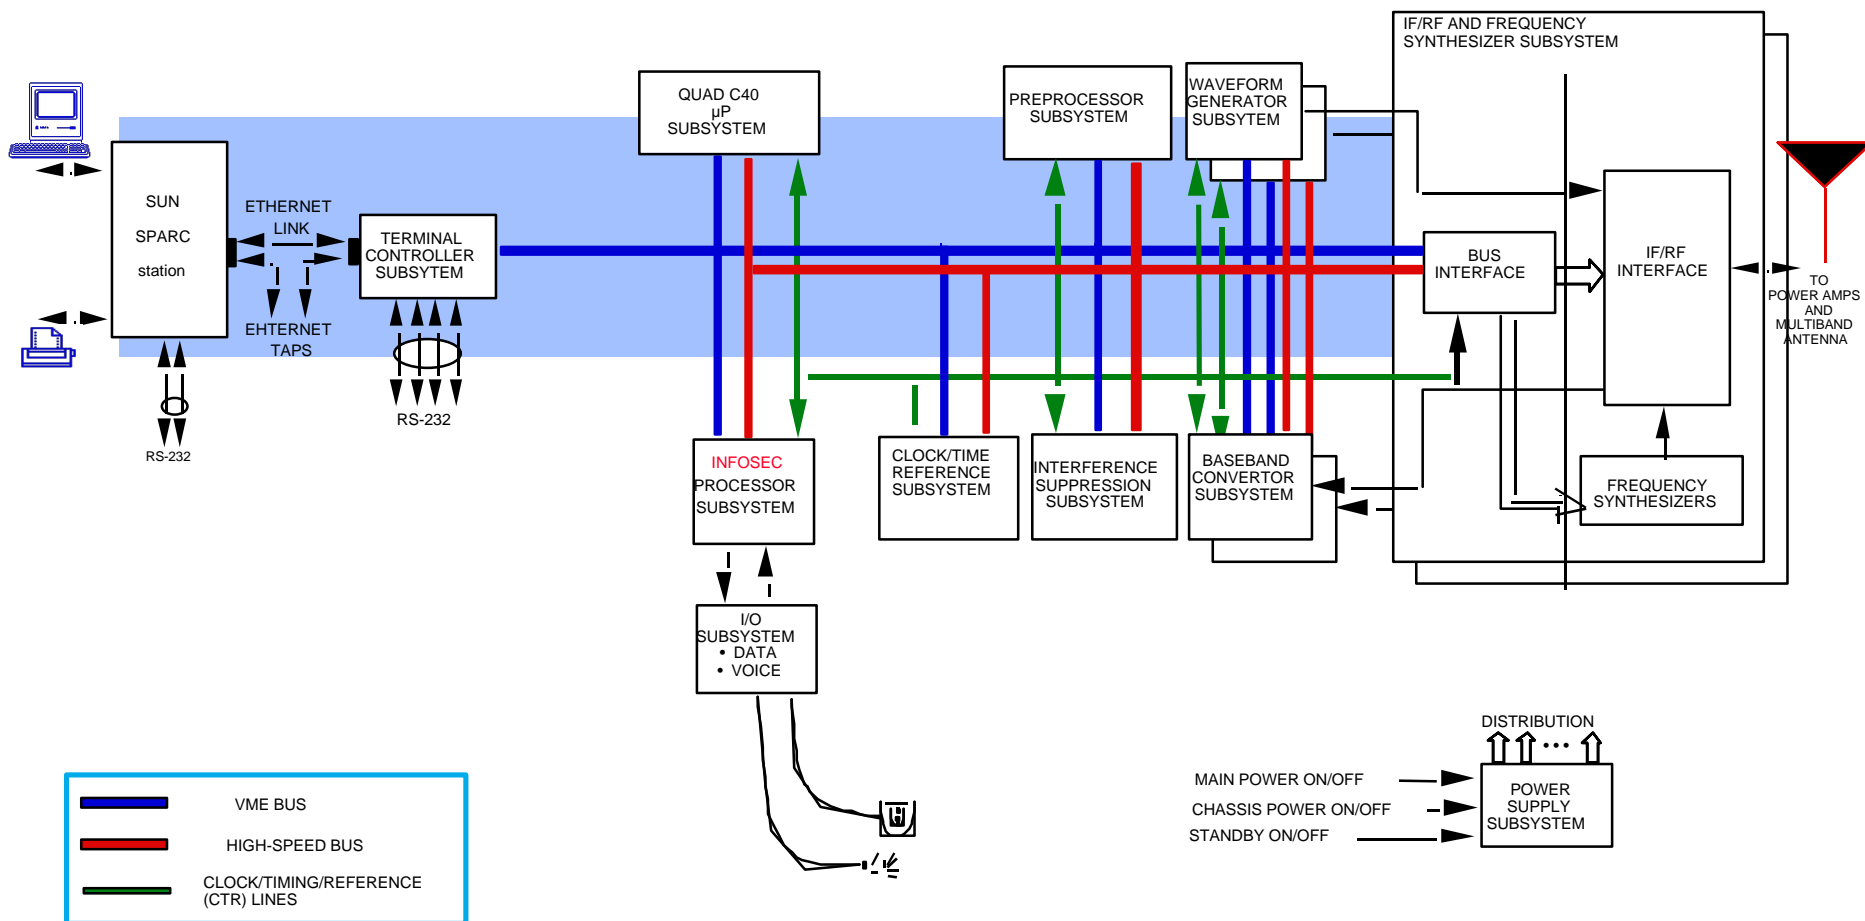 IF/RF AND FREQUENCY
SYNTHESIZER SUBSYSTEM
QUAD C40
µP
SUBSYSTEM
PREPROCESSOR
SUBSYSTEM
WAVEFORM
GENERATOR
SUBSYTEM
SUN
SPARC
station
ETHERNET
LINK
EHTERNET
TAPS
TERMINAL
CONTROLLER
SUBSYTEM
BUS
INTERFACE
IF/RF
INTERFACE
TO
POWER AMPS
AND
MULTIBAND
ANTENNA
RS-232
RS-232
INFOSEC
PROCESSOR
SUBSYSTEM
CLOCK/TIME
REFERENCE
SUBSYSTEM
INTERFERENCE
SUPPRESSION
SUBSYSTEM
BASEBAND
CONVERTOR
SUBSYSTEM
FREQUENCY
SYNTHESIZERS
I/O
SUBSYSTEM
• DATA
• VOICE
DISTRIBUTION
•••
MAIN POWER ON/OFF
CHASSIS POWER ON/OFF
STANDBY ON/OFF
POWER
SUPPLY
SUBSYSTEM
VME BUS
HIGH-SPEED BUS
CLOCK/TIMING/REFERENCE
(CTR) LINES